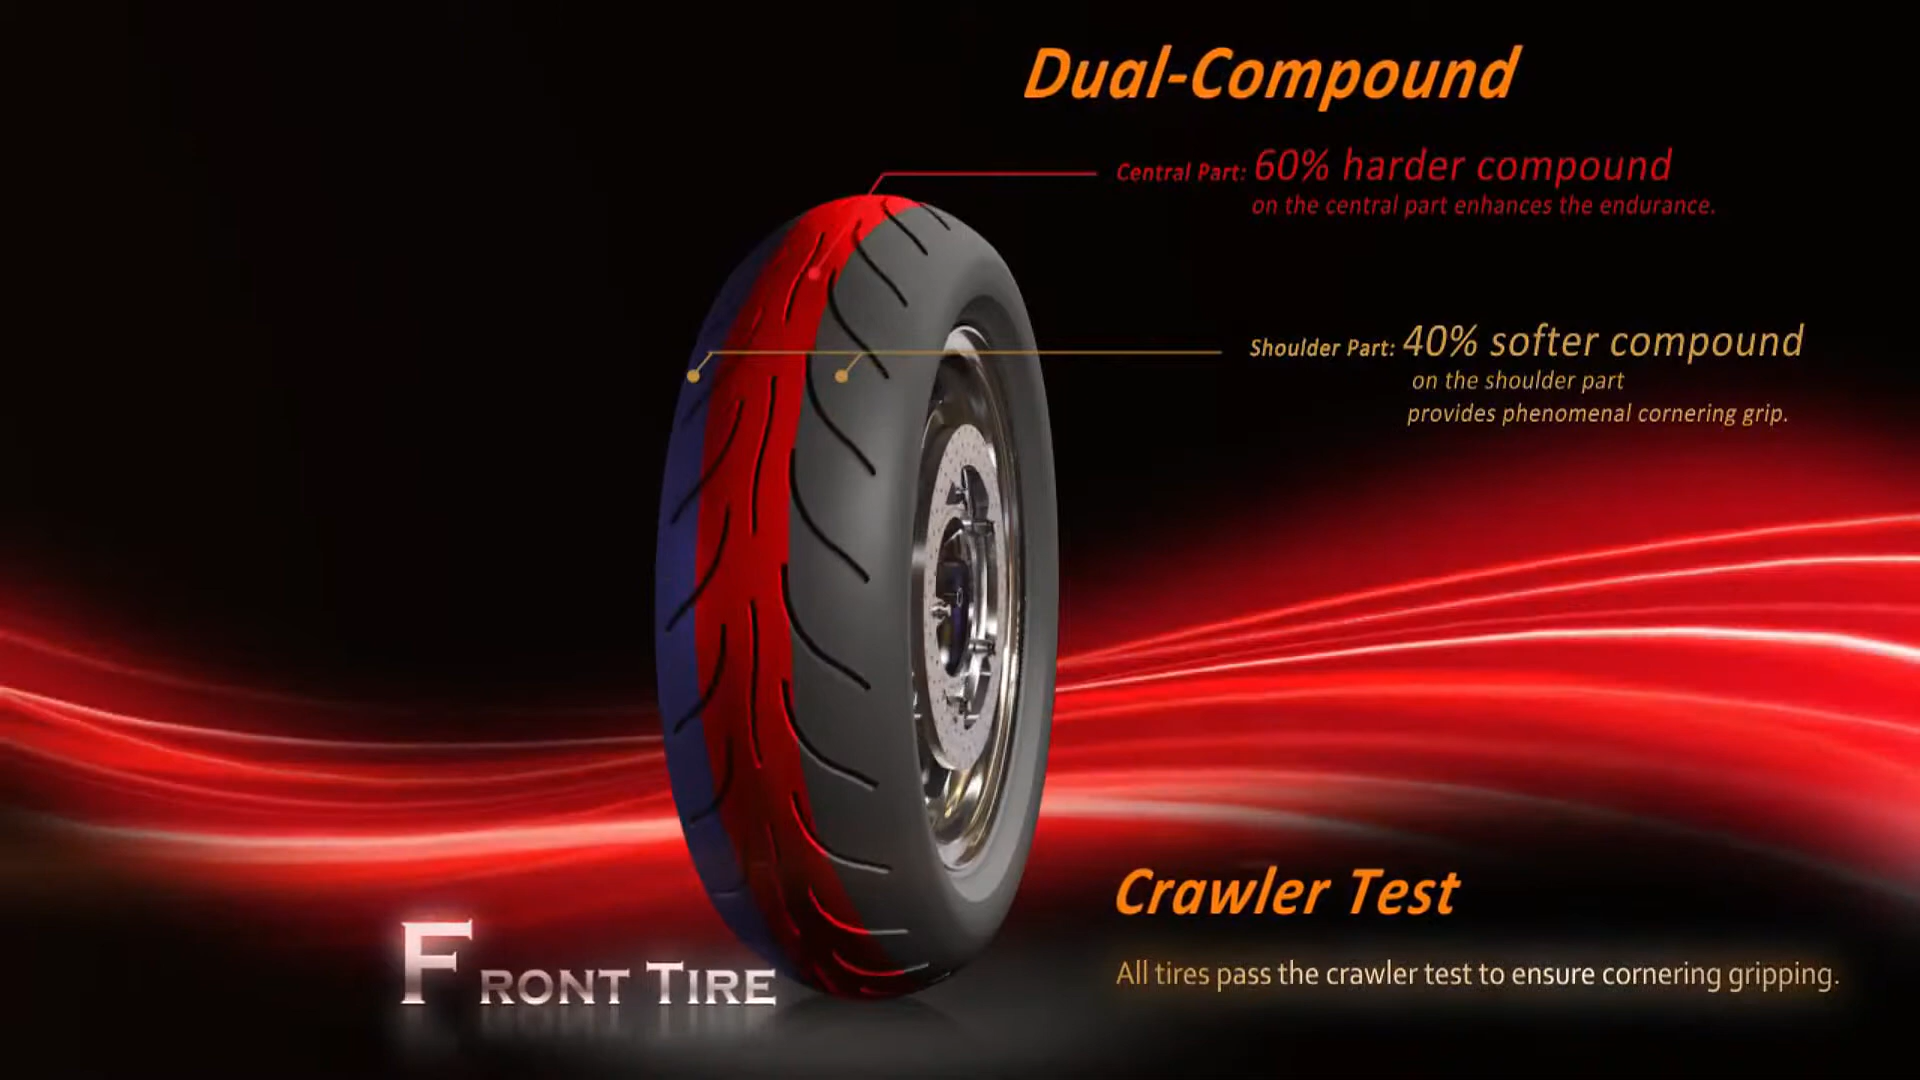 Dual-Compound
Central Part: 60% harder compound
on the central part enhances the endurance.
Shoulder Part: 40% softer compound
on the shoulder part
provides phenomenal cornering grip.
Crawler Test
All tires pass the crawler test to ensure cornering gripping.
FRONT TIRE